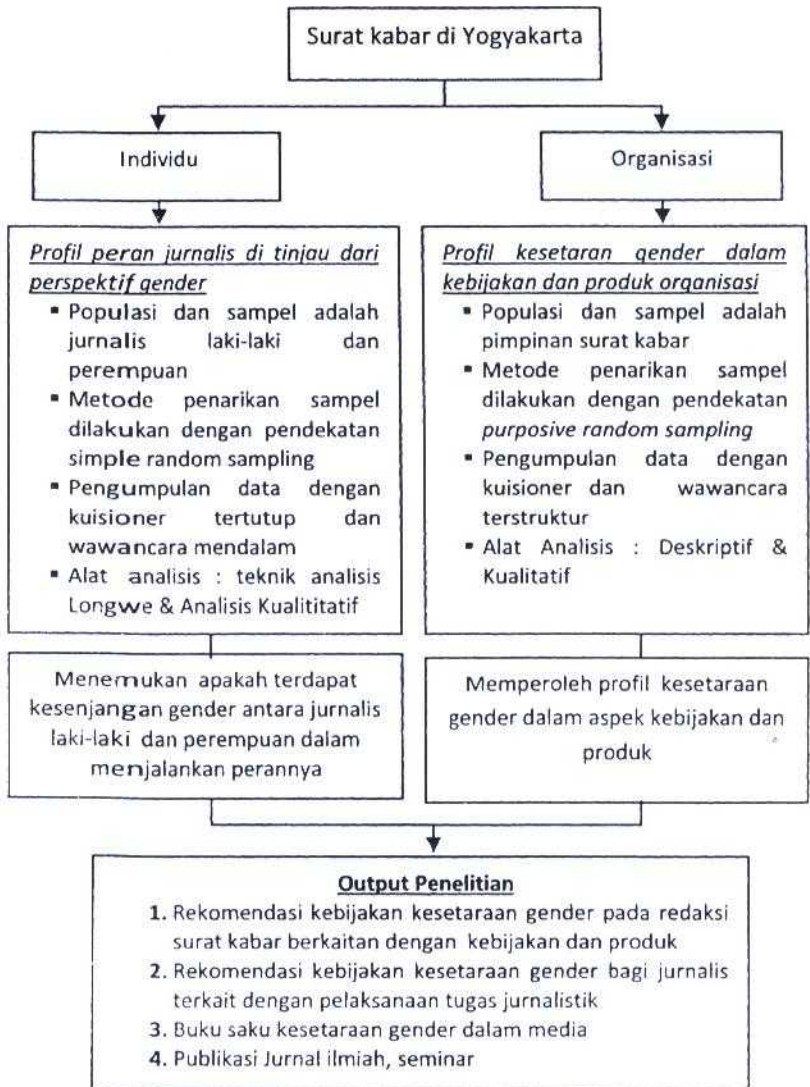 Surat kabar di Yogyakarta
Individu
Organisasi
Profil peran jurnalis di tinjau dari
perspektif gender
▪ Populasi dan sampel adalah
jurnalis laki-laki dan
perempuan
▪ Metode penarikan sampel
dilakukan dengan pendekatan
simple random sampling
▪ Pengumpulan data dengan
kuisioner tertutup dan
wawancara mendalam
▪ Alat analisis : teknik analisis
Longwe & Analisis Kualititatif
Profil kesetaran gender dalam
kebijakan dan produk organisasi
▪ Populasi dan sampel adalah
pimpinan surat kabar
▪ Metode penarikan sampel
dilakukan dengan pendekatan
purposive random sampling
▪ Pengumpulan data dengan
kuisioner dan wawancara
terstruktur
▪ Alat Analisis : Deskriptif &
Kualitatif
Menemukan apakah terdapat
kesenjangan gender antara jurnalis
laki-laki dan perempuan dalam
menjalankan perannya
Memperoleh profil kesetaraan
gender dalam aspek kebijakan dan
produk
Output Penelitian
1. Rekomendasi kebijakan kesetaraan gender pada redaksi
surat kabar berkaitan dengan kebijakan dan produk
2. Rekomendasi kebijakan kesetaraan gender bagi jurnalis
terkait dengan pelaksanaan tugas jurnalistik
3. Buku saku kesetaraan gender dalam media
4. Publikasi Jurnal ilmiah, seminar